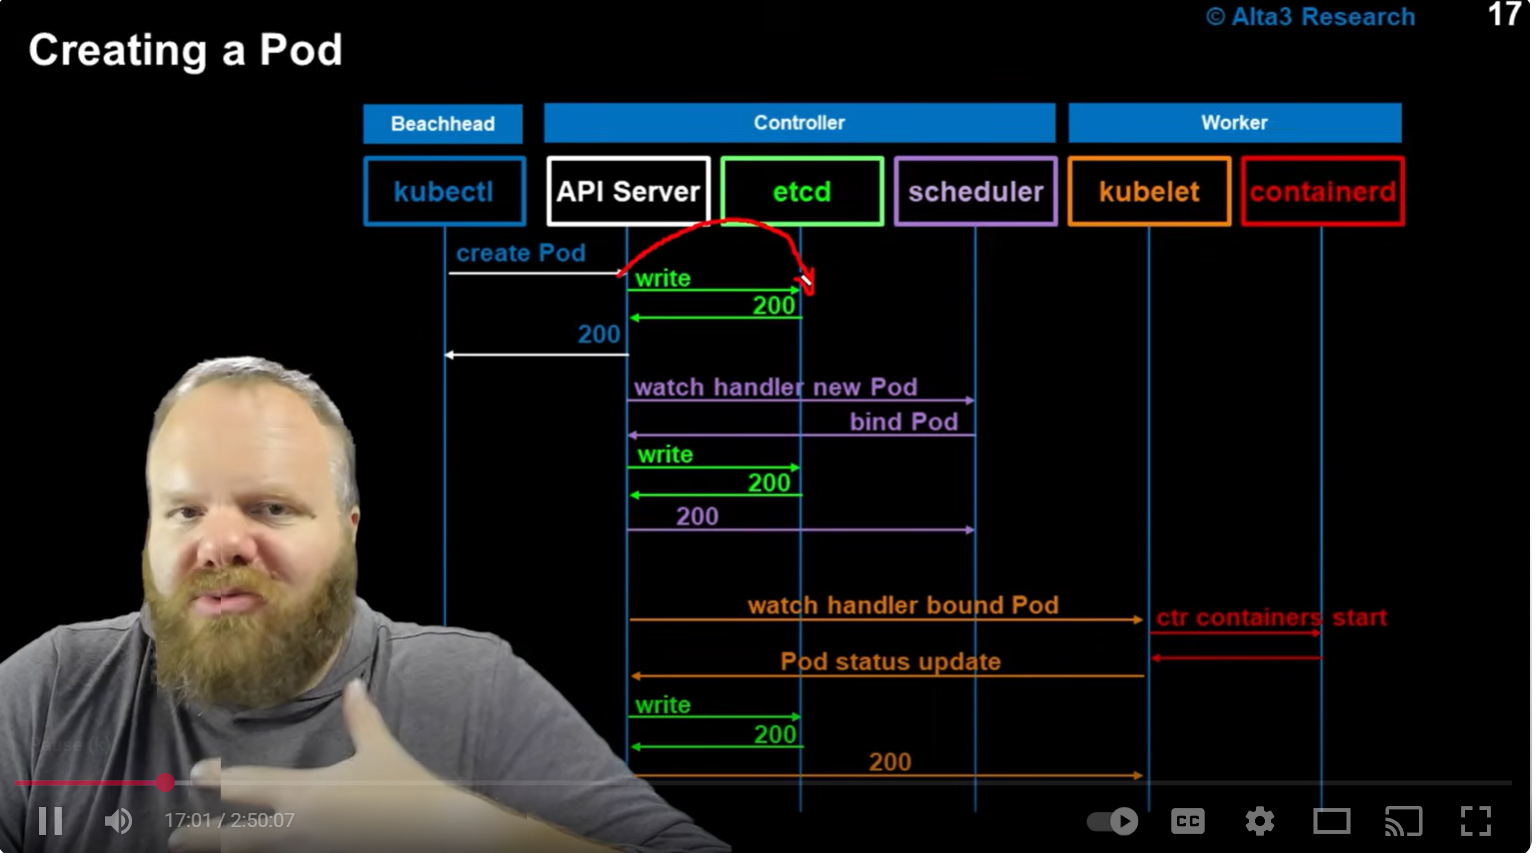 © Alta3 Research
17
Creating a Pod
Beachhead
Controller
Worker
kubectl
API Server
etcd
scheduler
kubelet
containerd
create Pod
write
200
200
watch handler new Pod
bind Pod
write
200
200
watch handler bound Pod
ctr containers start
Pod status update
write
200
200
Pause (k)
17:01 / 2:50:07
CC